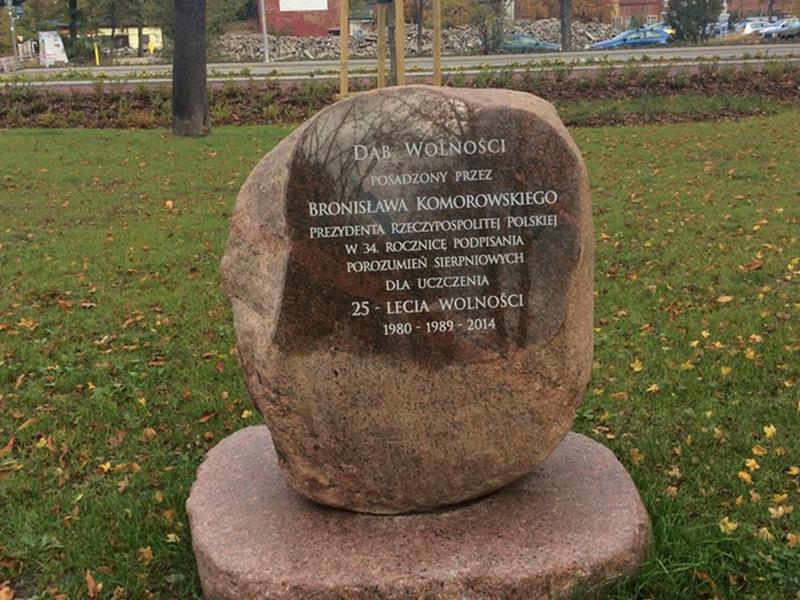 DĄB WOLNOŚCI
POSADZONY PRZEZ
BRONISŁAWA KOMOROWSKIEGO
PREZYDENTA RZECZYPOSPOLITEJ POLSKIEJ
W 34. ROCZNICĘ PODPISANIA
POROZUMIEŃ SIERPNIOWYCH
DLA UCZCZENIA
25 - LECIA WOLNOŚCI
1980 - 1989 - 2014